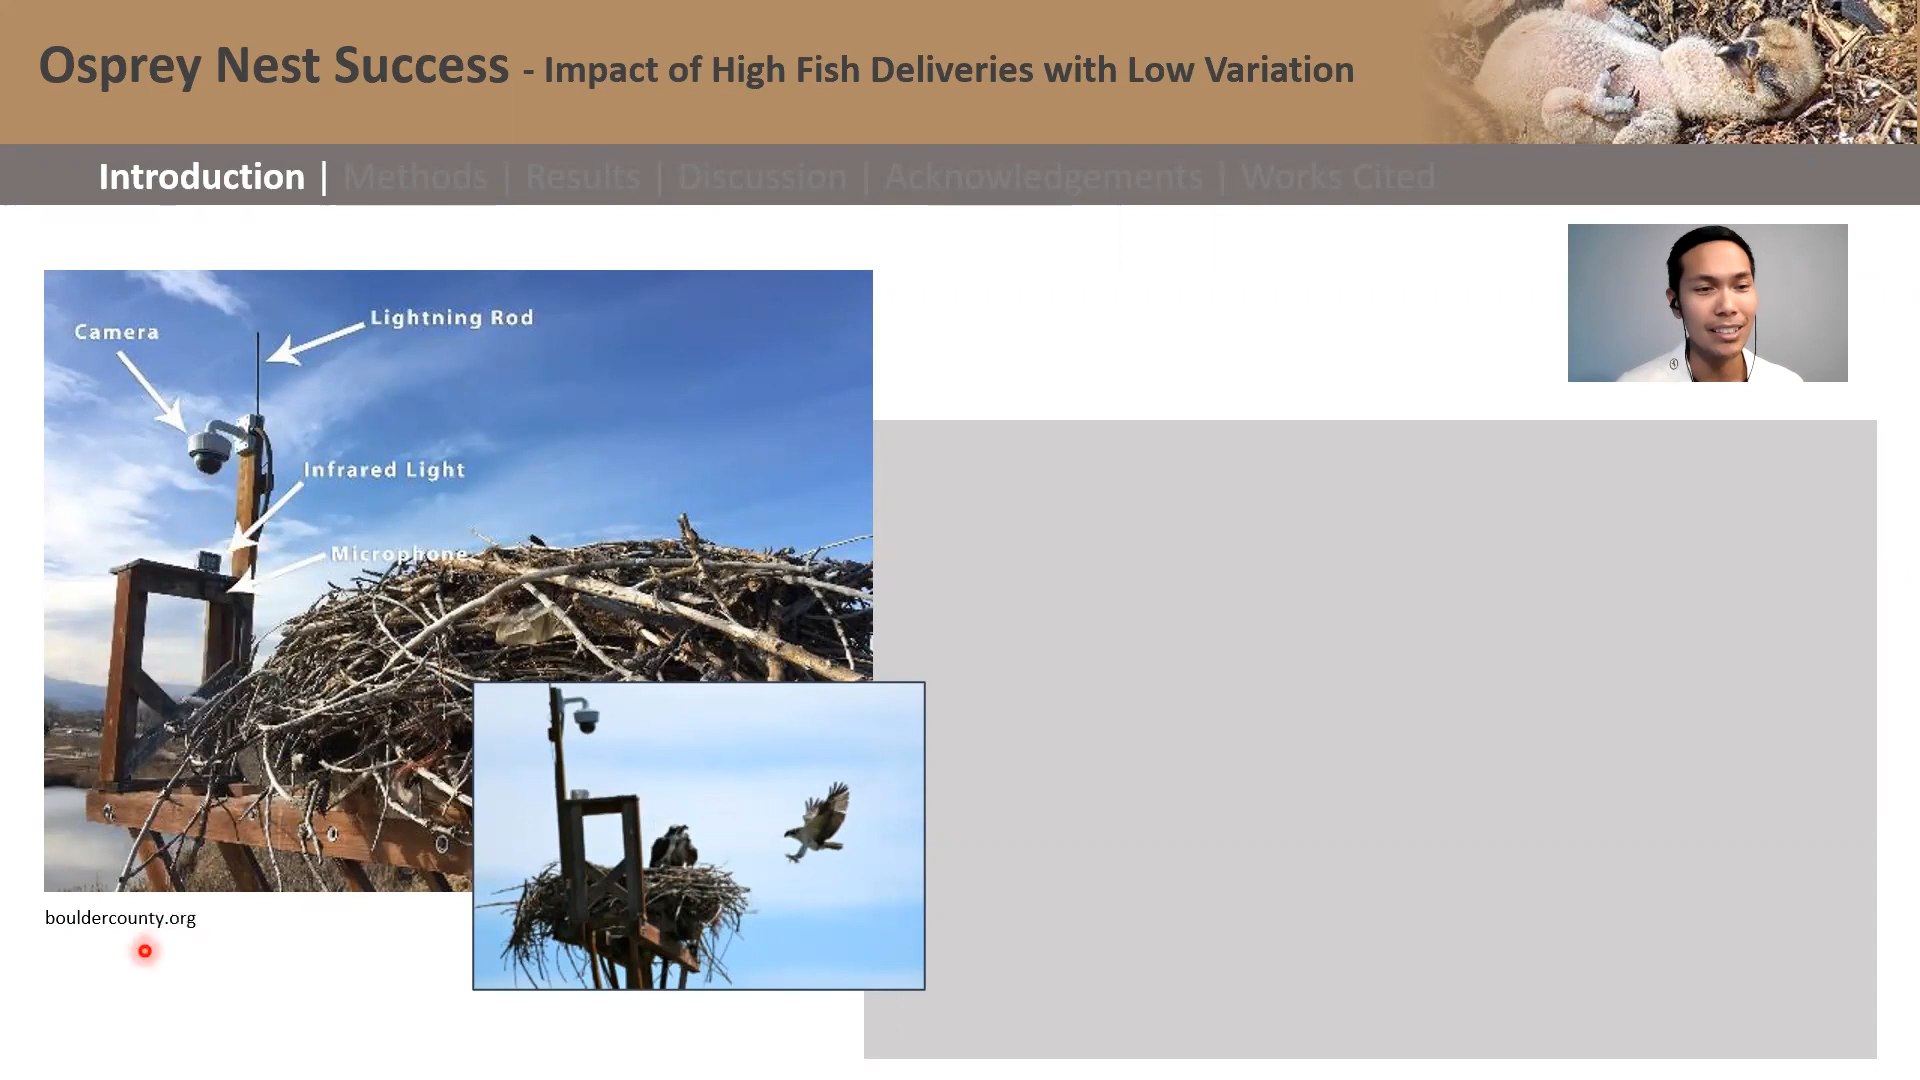 Osprey Nest Success - Impact of High Fish Deliveries with Low Variation
Introduction | Methods | Results | Discussion | Acknowledgements | Works Cited
Camera
Lightning Rod
Infrared Light
Microphone
bouldercounty.org